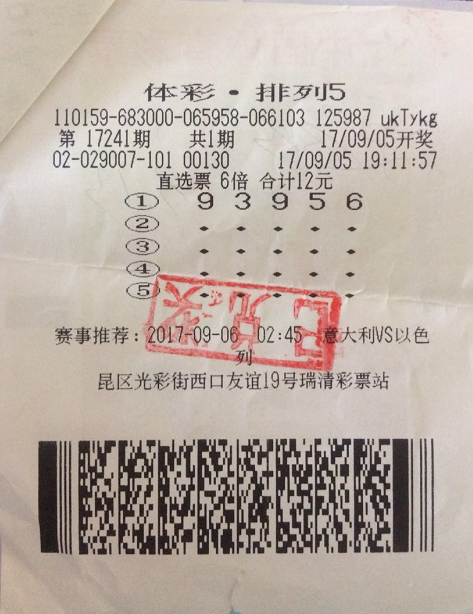 体彩·排列5
110159-683000-065958-066103 125987 ukTykg
第 17241期 共1期 17/09/05开奖
02-029007-101 00130 17/09/05 19:11:57
直选票 6倍 合计12元
① 9 3 9 5 6
② . . . . .
③ . . . . .
④ . . . . .
⑤ . . . . .
已兑奖
赛事推荐：2017-09-06 02:45 意大利VS以色
列
昆区光彩街西口友谊19号瑞清彩票站